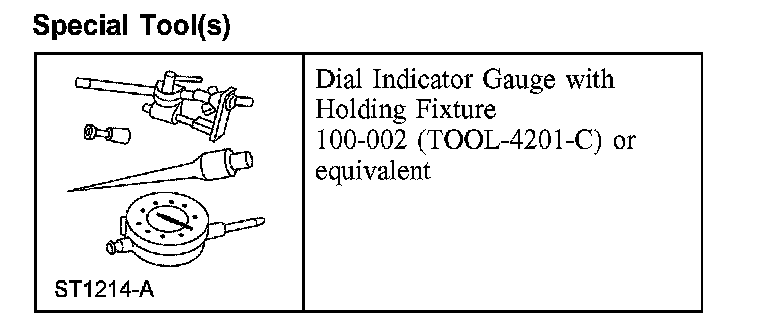 Special Tool(s)
Dial Indicator Gauge with
Holding Fixture
100-002 (TOOL-4201-C) or
equivalent
ST1214-A